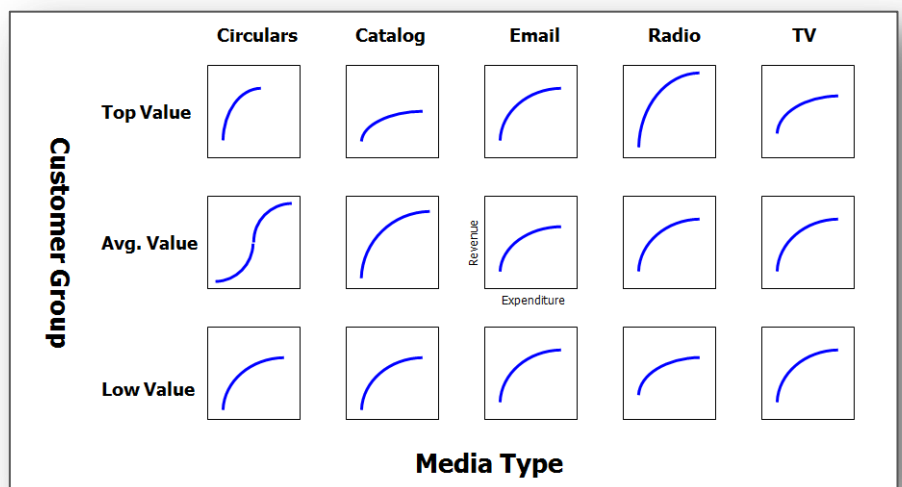 Circulars Catalog Email Radio TV
Top Value
Customer Group
Avg. Value
Revenue
Expenditure
Low Value
Media Type